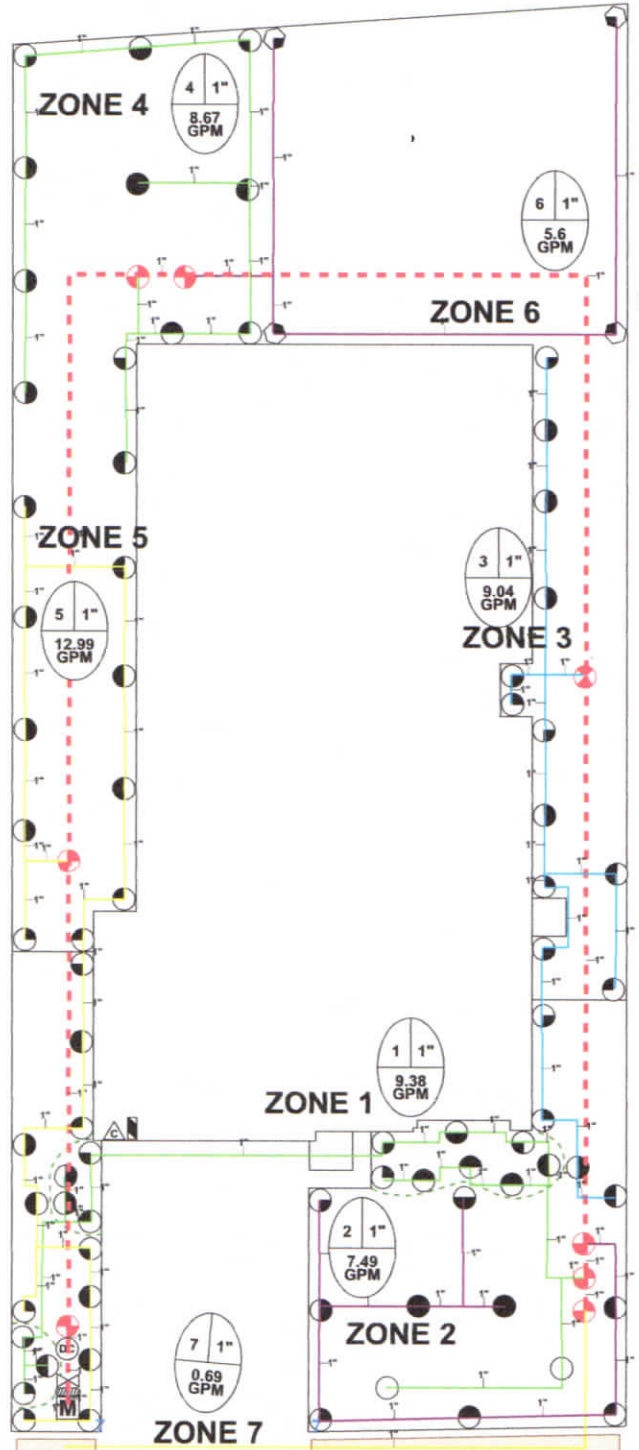 ZONE 4
4 1"
8.67
GPM
6 1"
5.6
GPM
ZONE 6
ZONE 5
5 1"
12.99
GPM
3 1"
9.04
GPM
ZONE 3
1 1"
9.38
GPM
ZONE 1
C
2 1"
7.49
GPM
ZONE 2
7 1"
0.69
GPM
DC
M
ZONE 7